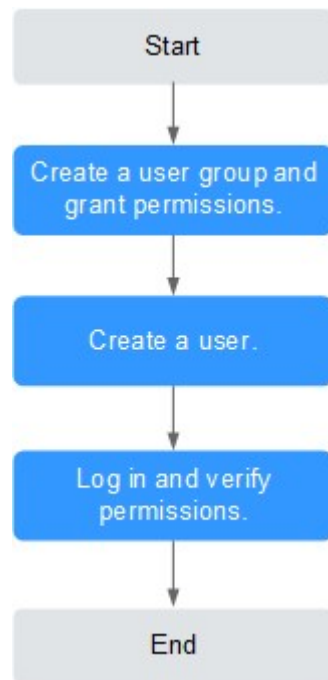 Start
Create a user group and
grant permissions.
Create a user.
Log in and verify
permissions.
End